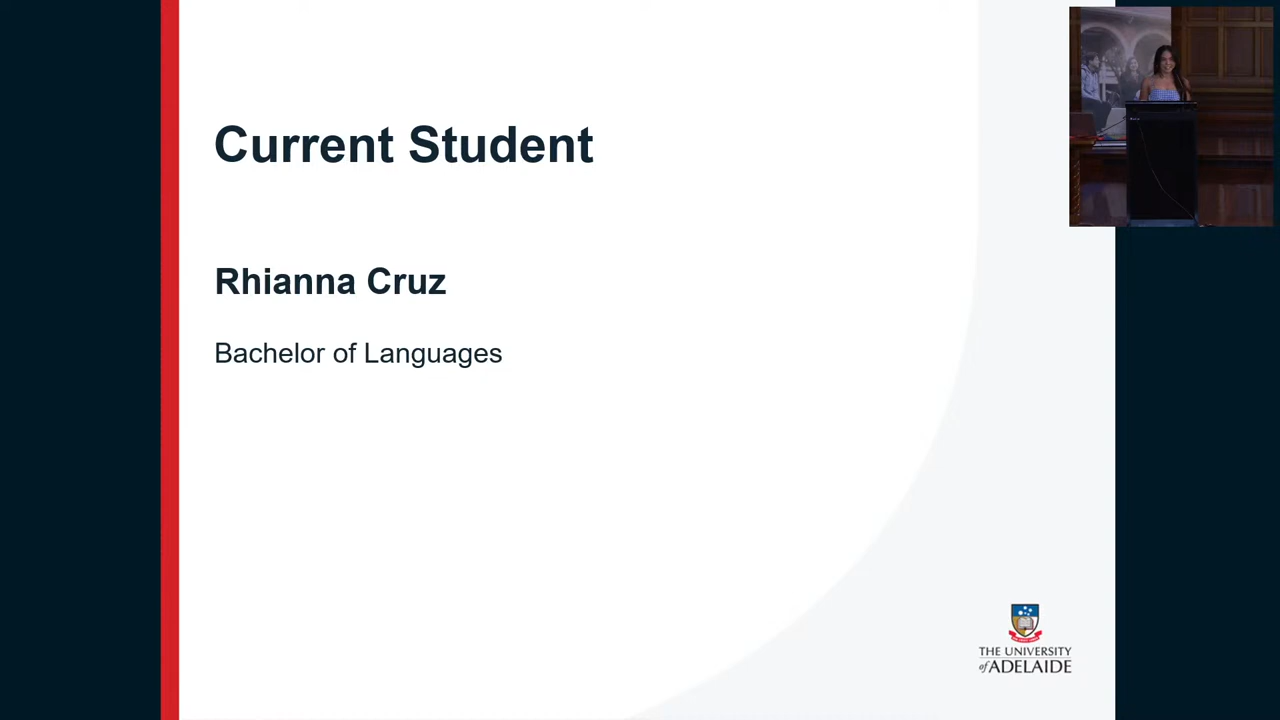 Current Student
Rhianna Cruz
Bachelor of Languages
THE UNIVERSITY
of ADELAIDE